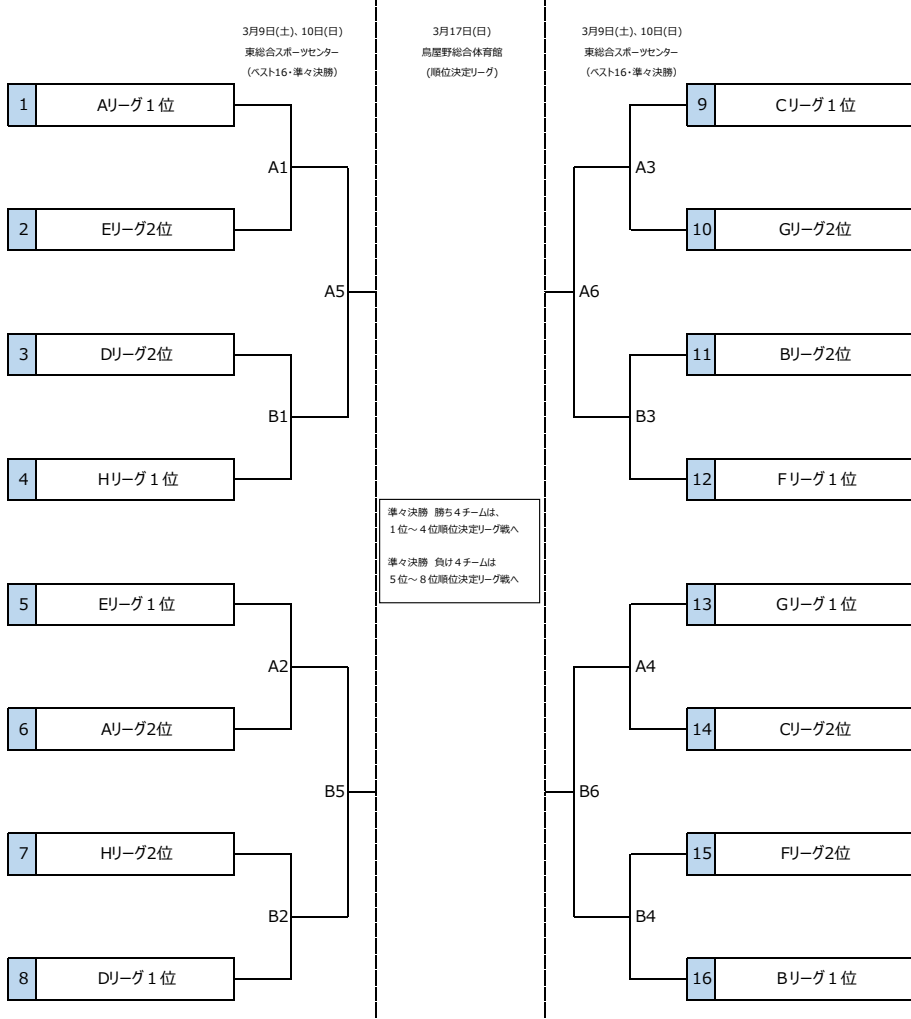 3月9日(土)、10日(日)
東総合スポーツセンター
（ベスト16・準々決勝）
3月17日(日)
鳥屋野総合体育館
(順位決定リーグ)
3月9日(土)、10日(日)
東総合スポーツセンター
（ベスト16・準々決勝）
1 Aリーグ１位
A1
2 Eリーグ2位
A5
3 Dリーグ2位
B1
4 Hリーグ１位
5 Eリーグ１位
A2
6 Aリーグ2位
B5
7 Hリーグ2位
B2
8 Dリーグ１位
準々決勝 勝ち４チームは、
１位～４位順位決定リーグ戦へ
準々決勝 負け４チームは
５位～８位順位決定リーグ戦へ
9 Cリーグ１位
A3
10 Gリーグ2位
A6
11 Bリーグ2位
B3
12 Fリーグ１位
13 Gリーグ１位
A4
14 Cリーグ2位
B6
15 Fリーグ2位
B4
16 Bリーグ１位